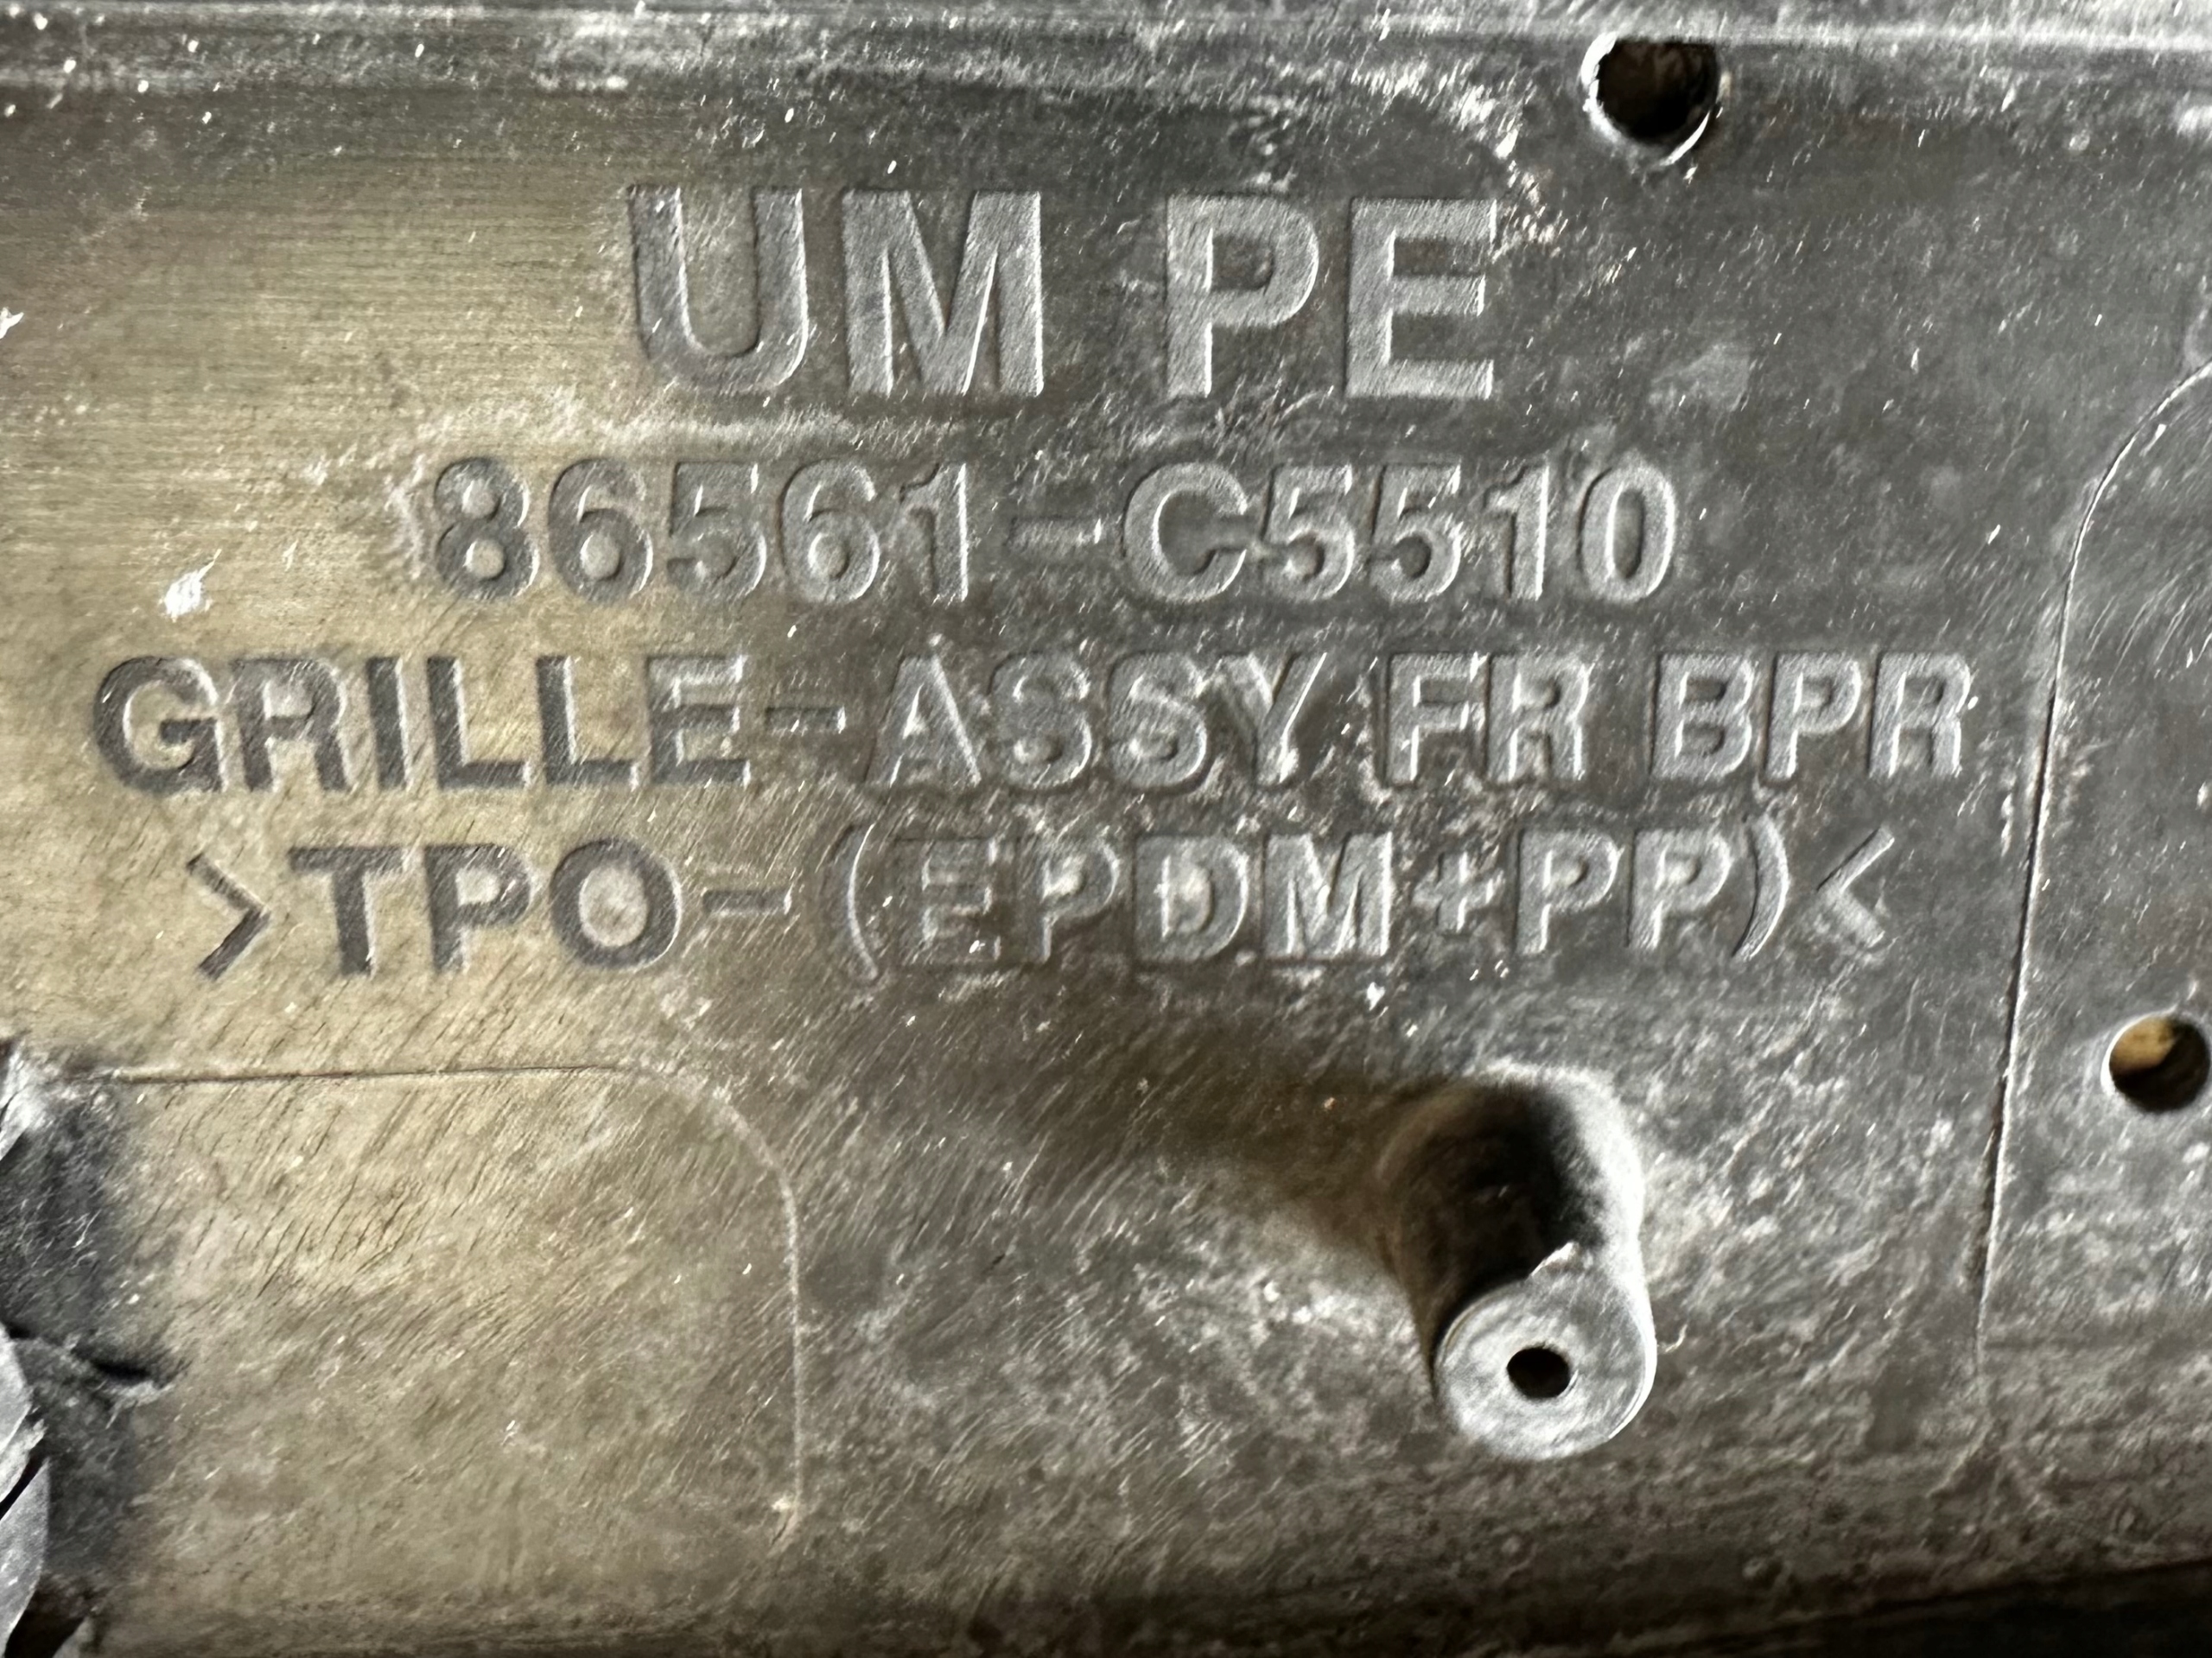 UM PE
86561-C5510
GRILLE-ASSY FR BPR
>TPO-(EPDM+PP)<